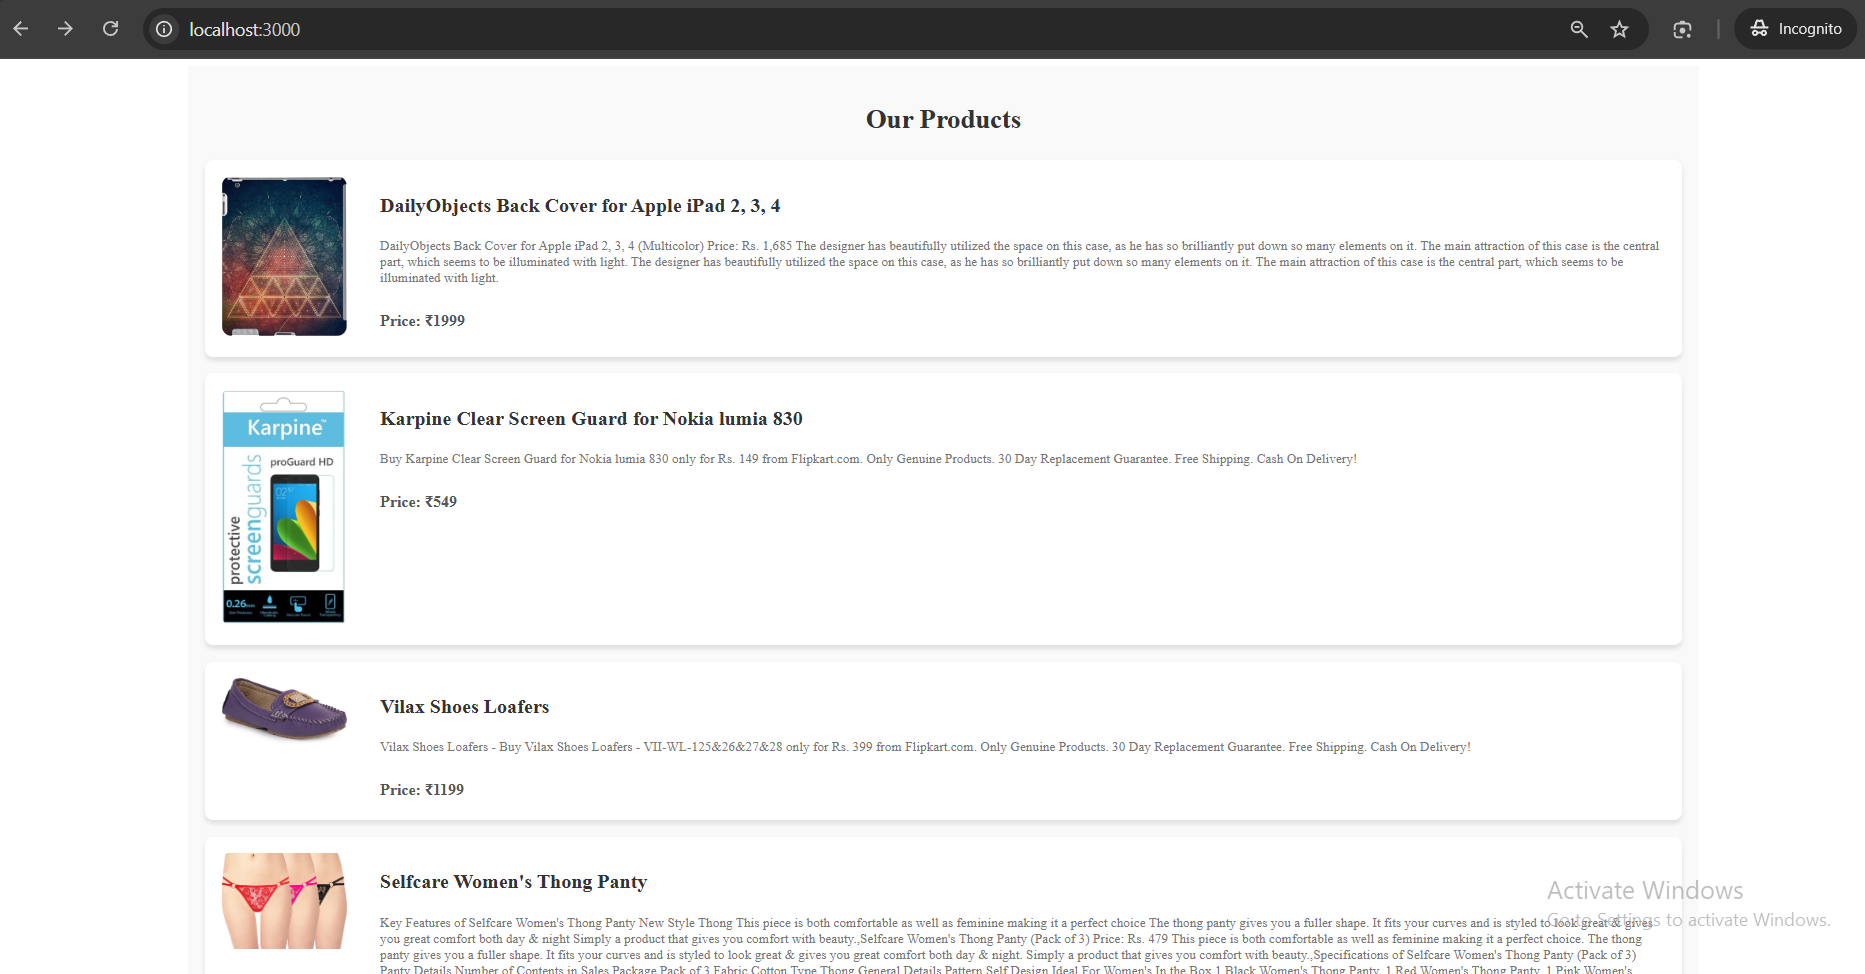 localhost:3000
Incognito
Our Products
DailyObjects Back Cover for Apple iPad 2, 3, 4
DailyObjects Back Cover for Apple iPad 2, 3, 4 (Multicolor) Price: Rs. 1,685 The designer has beautifully utilized the space on this case, as he has so brilliantly put down so many elements on it. The main attraction of this case is the central
part, which seems to be illuminated with light. The designer has beautifully utilized the space on this case, as he has so brilliantly put down so many elements on it. The main attraction of this case is the central part, which seems to be
illuminated with light.
Price: ₹1999
Karpine
proGuard HD
protective
screenguards
0.26
Karpine Clear Screen Guard for Nokia lumia 830
Buy Karpine Clear Screen Guard for Nokia lumia 830 only for Rs. 149 from Flipkart.com. Only Genuine Products. 30 Day Replacement Guarantee. Free Shipping. Cash On Delivery!
Price: ₹549
Vilax Shoes Loafers
Vilax Shoes Loafers - Buy Vilax Shoes Loafers - VII-WL-125&26&27&28 only for Rs. 399 from Flipkart.com. Only Genuine Products. 30 Day Replacement Guarantee. Free Shipping. Cash On Delivery!
Price: ₹1199
Selfcare Women's Thong Panty
Key Features of Selfcare Women's Thong Panty New Style Thong This piece is both comfortable as well as feminine making it a perfect choice The thong panty gives you a fuller shape. It fits your curves and is styled to look great & gives
you great comfort both day & night Simply a product that gives you comfort with beauty.,Selfcare Women's Thong Panty (Pack of 3) Price: Rs. 479 This piece is both comfortable as well as feminine making it a perfect choice. The thong
panty gives you a fuller shape. It fits your curves and is styled to look great & gives you great comfort both day & night. Simply a product that gives you comfort with beauty.,Specifications of Selfcare Women's Thong Panty (Pack of 3)
Panty Details Number of Contents in Sales Package Pack of 3 Fabric Cotton Type Thong General Details Pattern Self Design Ideal For Women's In the Box 1 Black Women's Thong Panty, 1 Red Women's Thong Panty, 1 Pink Women's
Activate Windows
Go to Settings to activate Windows.